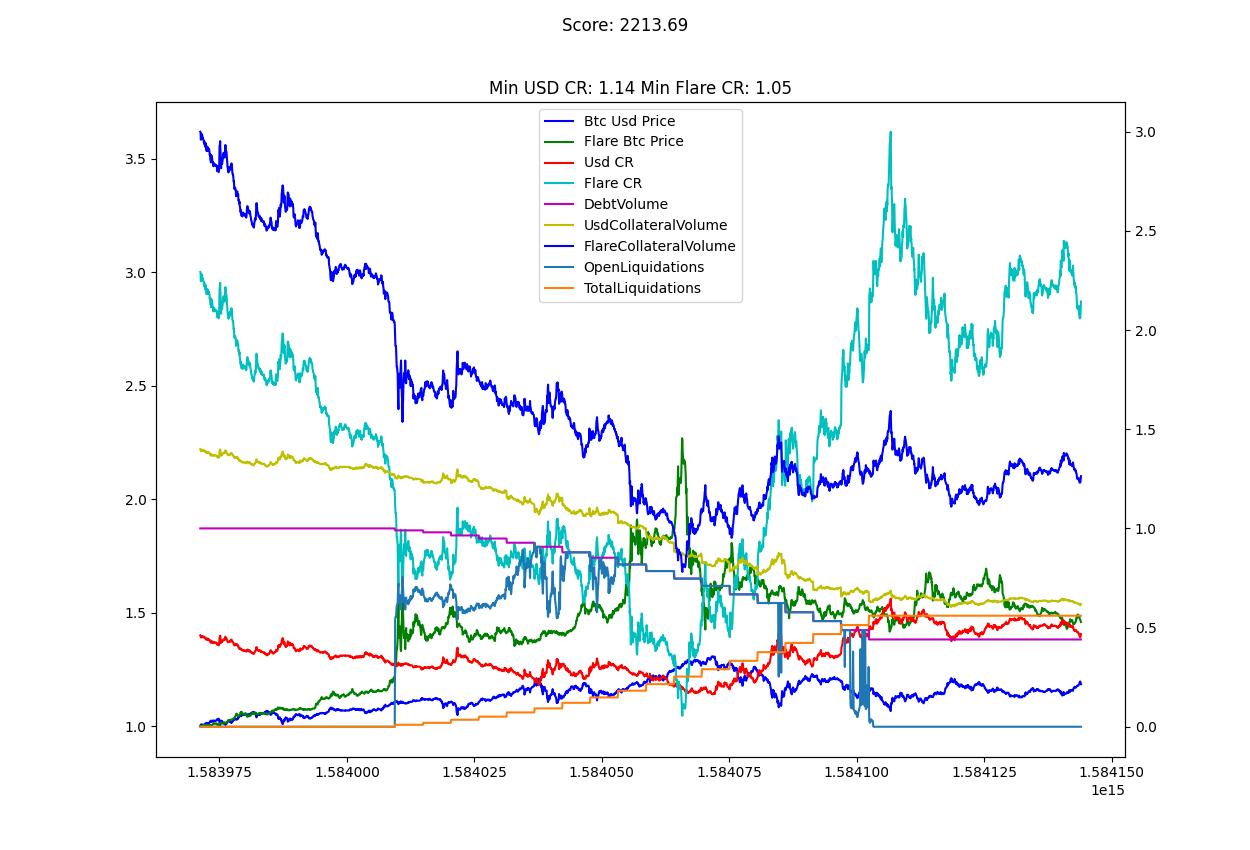 Score: 2213.69
Min USD CR: 1.14 Min Flare CR: 1.05
Btc Usd Price
Flare Btc Price
Usd CR
Flare CR
DebtVolume
UsdCollateralVolume
FlareCollateralVolume
OpenLiquidations
TotalLiquidations
3.5
3.0
2.5
2.0
1.5
1.0
3.0
2.5
2.0
1.5
1.0
0.5
0.0
1.583975 1.584000 1.584025 1.584050 1.584075 1.584100 1.584125 1.584150
1e15